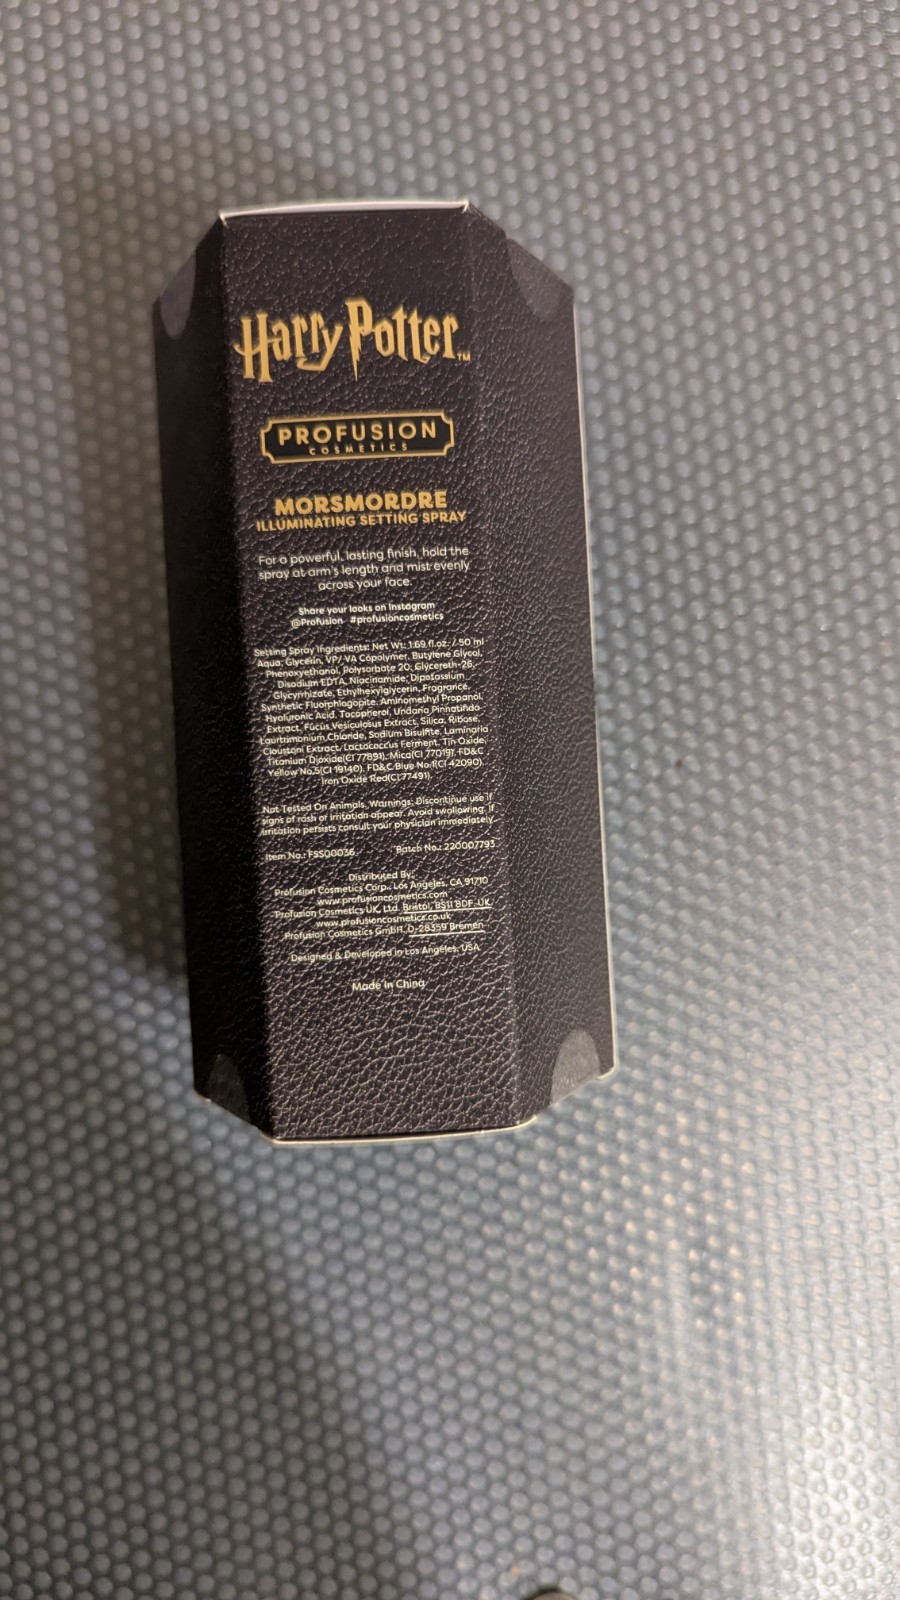 Harry Potter™
PROFUSION
COSMETICS
MORSMORDRE
ILLUMINATING SETTING SPRAY
For a powerful, lasting finish, hold the
spray at arm's length and mist evenly
across your face.
Share your looks on Instagram
@Profusion #profusioncosmetics
Setting Spray Ingredients: Net Wt: 1.69 fl.oz. / 50 ml
Aqua, Glycerin, VP/ VA Copolymer, Butylene Glycol,
Phenoxyethanol, Polysorbate 20, Glycereth-26,
Disodium EDTA, Niacinamide, Dipotassium
Glycyrrhizate, Ethylhexylglycerin, Fragrance,
Synthetic Fluorphlogopite, Aminomethyl Propanol,
Hyaluronic Acid, Tocopherol, Undaria Pinnatifida
Extract, Fucus Vesiculosus Extract, Silica, Ribose,
Laurtrimonium Chloride, Sodium Bisulfite, Laminaria
Cloustoni Extract, Lactococcus Ferment, Tin Oxide,
Titanium Dioxide(CI 77891), Mica(CI 77019), FD&C
Yellow No.5(CI 19140), FD&C Blue No.1(CI 42090),
Iron Oxide Red(CI 77491).
Not Tested On Animals. Warnings: Discontinue use if
signs of rash or irritation appear. Avoid swallowing. If
irritation persists consult your physician immediately.
Item No.: FSS00036 Batch No.: 220007793
Distributed By:
Profusion Cosmetics Corp., Los Angeles, CA 91710
www.profusioncosmetics.com
Profusion Cosmetics UK, Ltd. Bristol, BS11 8DF-UK
www.profusioncosmetics.co.uk
Profusion Cosmetics GmbH, D-28359 Bremen
Designed & Developed in Los Angeles, USA
Made In China